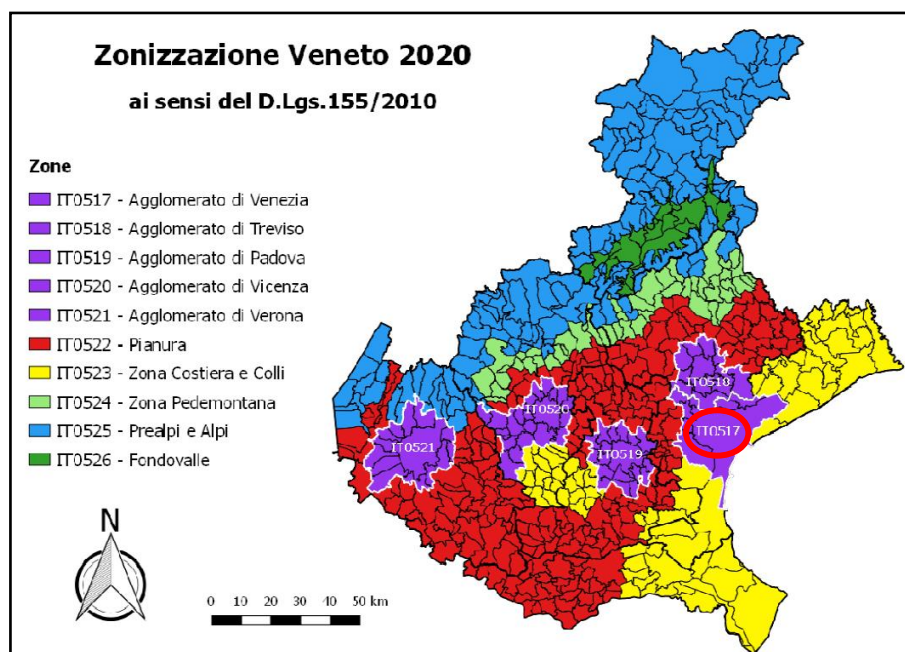 Zonizzazione Veneto 2020
ai sensi del D.Lgs.155/2010
Zone
IT0517 - Agglomerato di Venezia
IT0518 - Agglomerato di Treviso
IT0519 - Agglomerato di Padova
IT0520 - Agglomerato di Vicenza
IT0521 - Agglomerato di Verona
IT0522 - Pianura
IT0523 - Zona Costiera e Colli
IT0524 - Zona Pedemontana
IT0525 - Prealpi e Alpi
IT0526 - Fondovalle
IT0518
IT0520
IT0517
IT0521
IT0519
N
0 10 20 30 40 50 km